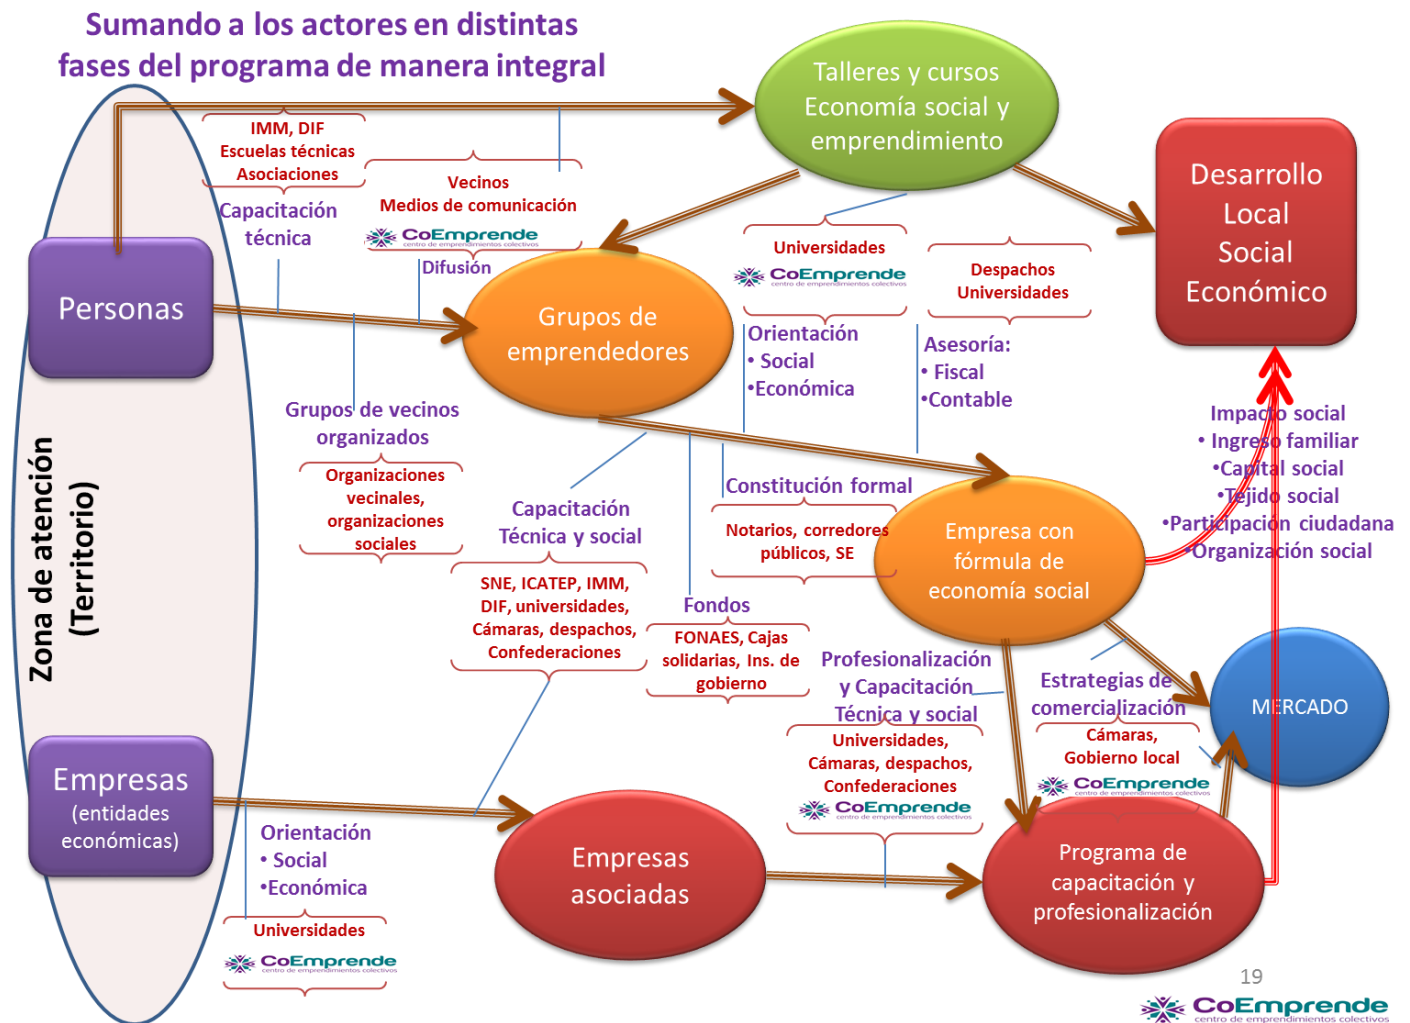 Sumando a los actores en distintas
fases del programa de manera integral
Talleres y cursos
Economía social y
emprendimiento
IMM, DIF
Escuelas técnicas
Asociaciones
Capacitación
técnica
Vecinos
Medios de comunicación
CoEmprende
centro de emprendimientos colectivos
Difusión
Desarrollo
Local
Social
Económico
Universidades
CoEmprende
centro de emprendimientos colectivos
Orientación
• Social
•Económica
Despachos
Universidades
Asesoría:
• Fiscal
• Contable
Personas
Grupos de
emprendedores
Grupos de vecinos
organizados
Organizaciones
vecinales,
organizaciones
sociales
Zona de atención
(Territorio)
Capacitación
Técnica y social
SNE, ICATEP, IMM,
DIF, universidades,
Cámaras, despachos,
Confederaciones
Constitución formal
Notarios, corredores
públicos, SE
Fondos
FONAES, Cajas
solidarias, Ins. de
gobierno
Empresa con
fórmula de
economía social
Impacto social
• Ingreso familiar
•Capital social
•Tejido social
•Participación ciudadana
•Organización social
Profesionalización
y Capacitación
Técnica y social
Universidades,
Cámaras, despachos,
Confederaciones
CoEmprende
centro de emprendimientos colectivos
Estrategias de
comercialización
Cámaras,
Gobierno local
CoEmprende
centro de emprendimientos colectivos
MERCADO
Empresas
(entidades
económicas)
Orientación
• Social
•Económica
Universidades
CoEmprende
centro de emprendimientos colectivos
Empresas
asociadas
Programa de
capacitación y
profesionalización
19
CoEmprende
centro de emprendimientos colectivos